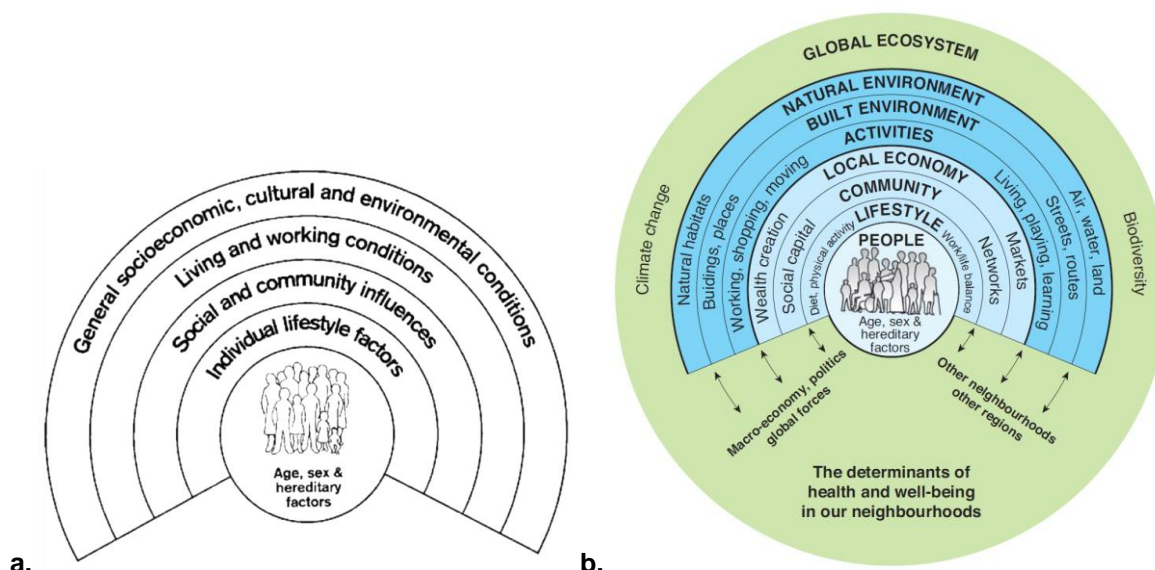 General socioeconomic, cultural and environmental conditions
Living and working conditions
Social and community influences
Individual lifestyle factors
Age, sex &
hereditary
factors
a.
GLOBAL ECOSYSTEM
NATURAL ENVIRONMENT
BUILT ENVIRONMENT
ACTIVITIES
LOCAL ECONOMY
COMMUNITY
LIFESTYLE
PEOPLE
Age, sex &
hereditary
factors
Climate change
Natural habitats
Buidings, places
Working, shopping, moving
Wealth creation
Social capital
Diet, physical activity
Work/life balance
Networks
Markets
Living, playing, learning
Streets, routes
Air, water, land
Biodiversity
Macro-economy, politics
global forces
Other neighbourhoods
other regions
The determinants of
health and well-being
in our neighbourhoods
b.